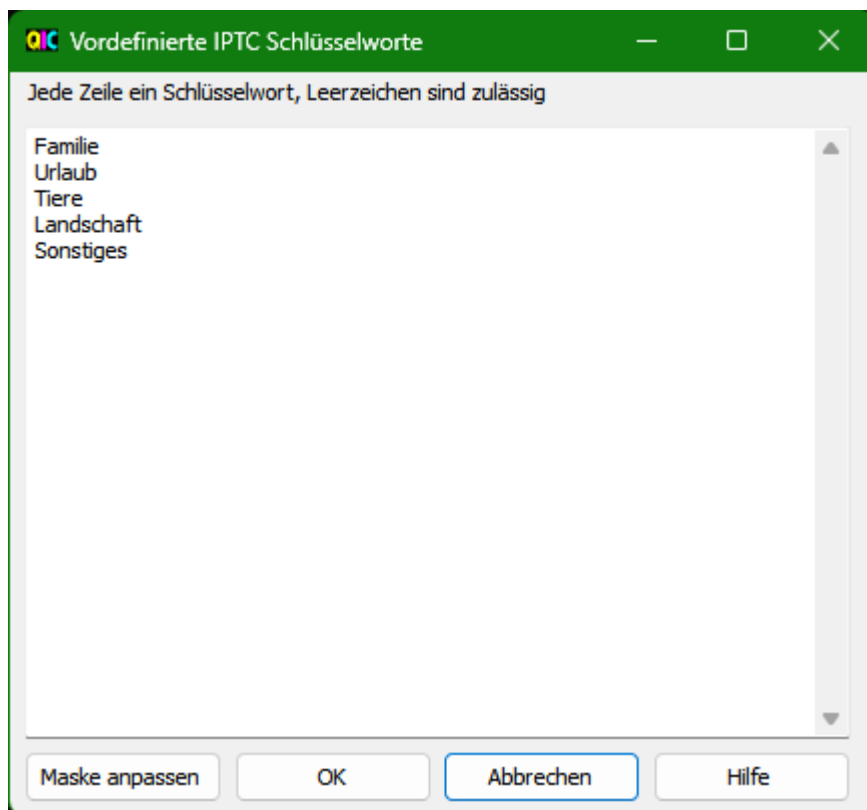 QIC Vordefinierte IPTC Schlüsselworte
Jede Zeile ein Schlüsselwort, Leerzeichen sind zulässig
Familie
Urlaub
Tiere
Landschaft
Sonstiges
Maske anpassen OK Abbrechen Hilfe